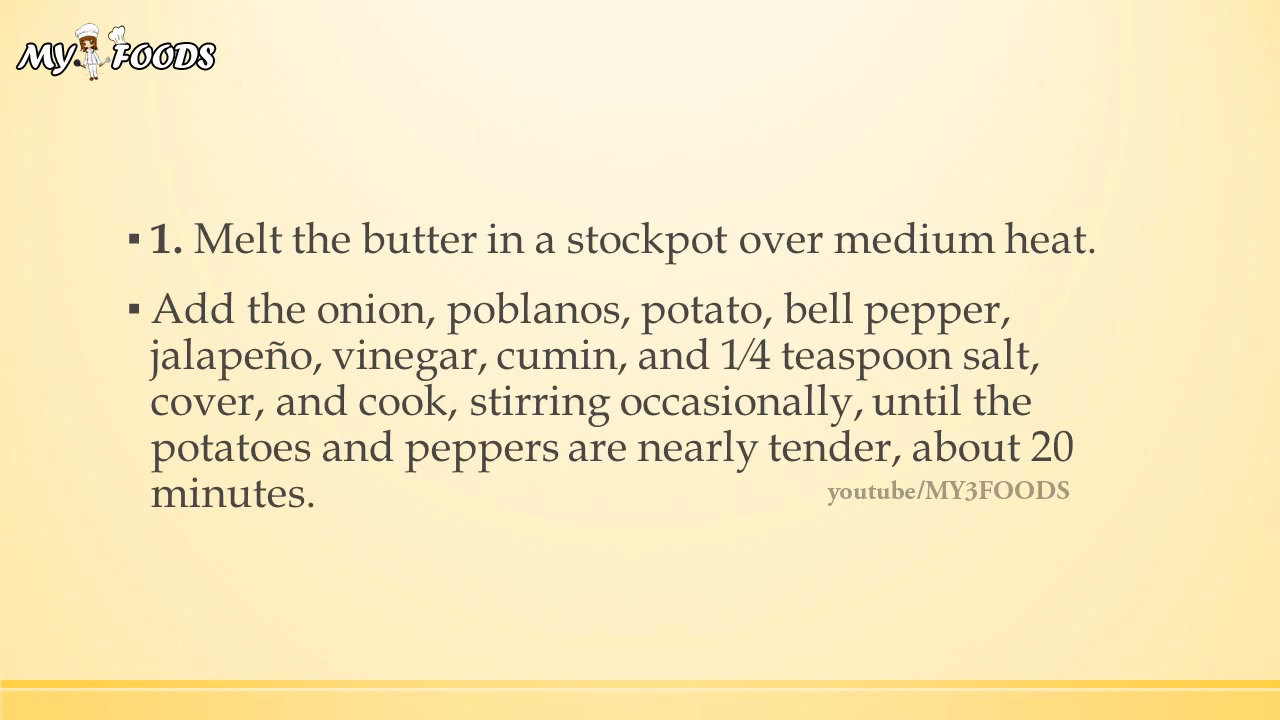 MY FOODS
▪ 1. Melt the butter in a stockpot over medium heat.
▪ Add the onion, poblanos, potato, bell pepper,
jalapeño, vinegar, cumin, and 1⁄4 teaspoon salt,
cover, and cook, stirring occasionally, until the
potatoes and peppers are nearly tender, about 20
minutes.
youtube/MY3FOODS